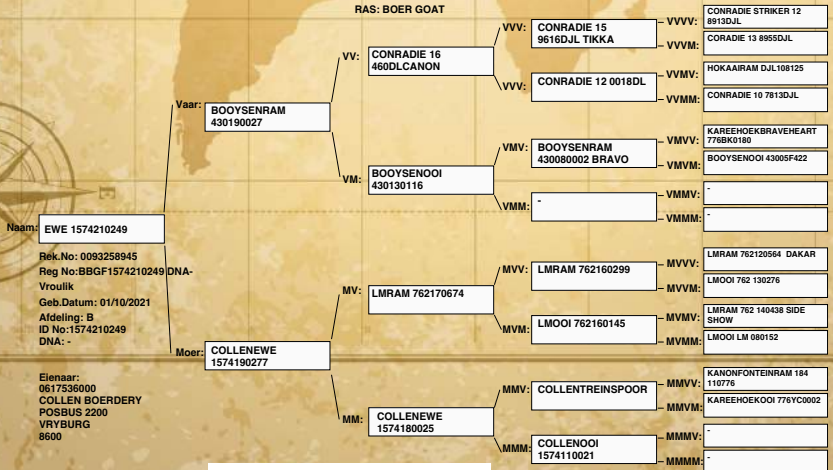 RAS: BOER GOAT
Naam:
EWE 1574210249
Rek.No: 0093258945
Reg No:BBGF1574210249 DNA-
Vroulik
Geb.Datum: 01/10/2021
Afdeling: B
ID No:1574210249
DNA: -
Eienaar:
0617536000
COLLEN BOERDERY
POSBUS 2200
VRYBURG
8600
Vaar:
BOOYSENRAM
430190027
Moer:
COLLENEWE
1574190277
VV:
CONRADIE 16
460DLCANON
VM:
BOOYSENOOI
430130116
MV:
LMRAM 762170674
MM:
COLLENEWE
1574180025
VVV:
CONRADIE 15
9616DJL TIKKA
VVV:
CONRADIE 12 0018DL
VMV:
BOOYSENRAM
430080002 BRAVO
VMM:
-
MVV:
LMRAM 762160299
MVM:
LMOOI 762160145
MMV:
COLLENTREINSPOOR
MMM:
COLLENOOI
1574110021
VVVV:
CONRADIE STRIKER 12
8913DJL
VVVM:
CORADIE 13 8955DJL
VVMV:
HOKAAIRAM DJL108125
VVMM:
CONRADIE 10 7813DJL
VMVV:
KAREEHOEKBRAVEHEART
776BK0180
VMVM:
BOOYSENOOI 43005F422
VMMV:
-
VMMM:
-
MVVV:
LMRAM 762120564 DAKAR
MVVM:
LMOOI 762 130276
MVMV:
LMRAM 762 140438 SIDE
SHOW
MVMM:
LMOOI LM 080152
MMVV:
KANONFONTEINRAM 184
110776
MMVM:
KAREEHOEKOOI 776YC0002
MMMV:
-
MMMM:
-